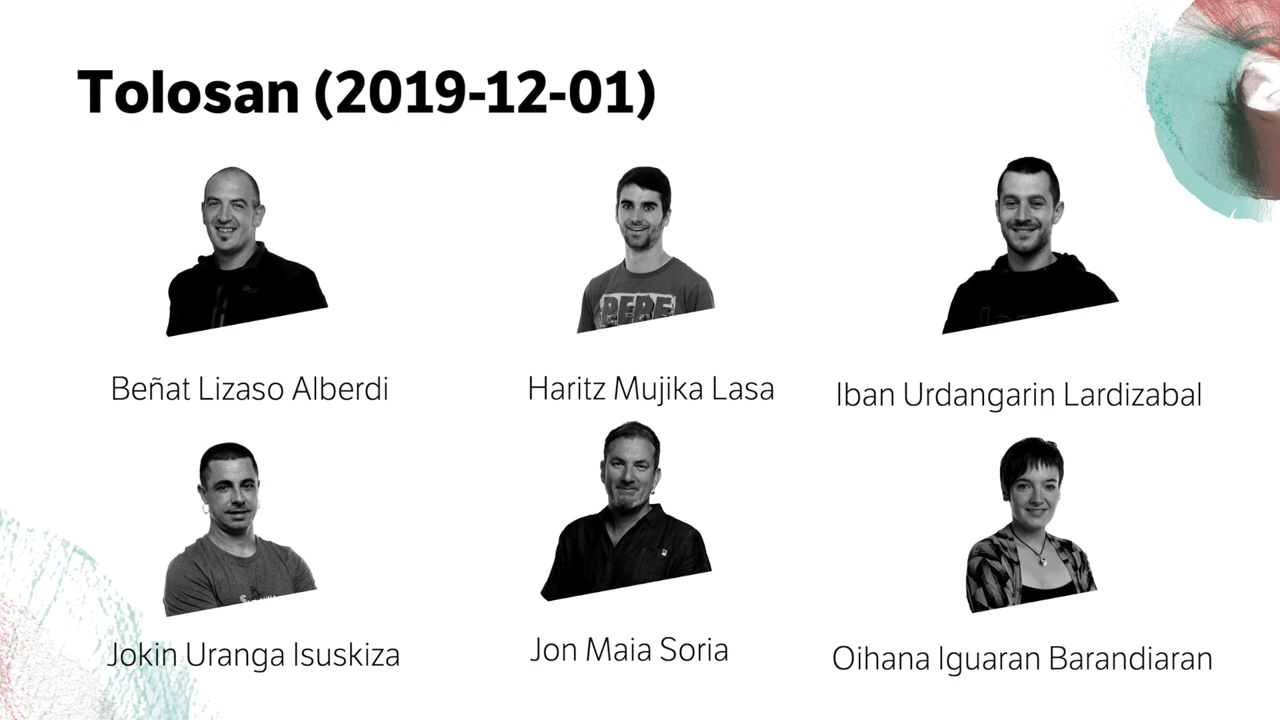 Tolosan (2019-12-01)
Beñat Lizaso Alberdi
Haritz Mujika Lasa
Iban Urdangarin Lardizabal
Jokin Uranga Isuskiza
Jon Maia Soria
Oihana Iguaran Barandiaran